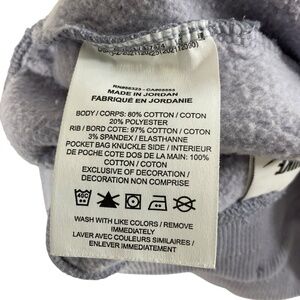 MADE IN JORDAN
FABRIQUÉ EN JORDANIE
BODY / CORPS: 80% COTTON / COTON
20% POLYESTER
RIB / BORD COTE: 97% COTTON / COTON
3% SPANDEX / ELASTHANNE
POCKET BAG KNUCKLE SIDE / INTERIEUR
DE POCHE COTE DOS DE LA MAIN: 100%
COTTON / COTON
EXCLUSIVE OF DECORATION /
DECORATION NON COMPRISE
WASH WITH LIKE COLORS / REMOVE
IMMEDIATELY
LAVER AVEC COULEURS SIMILAIRES /
ENLEVER IMMEDIATEMENT